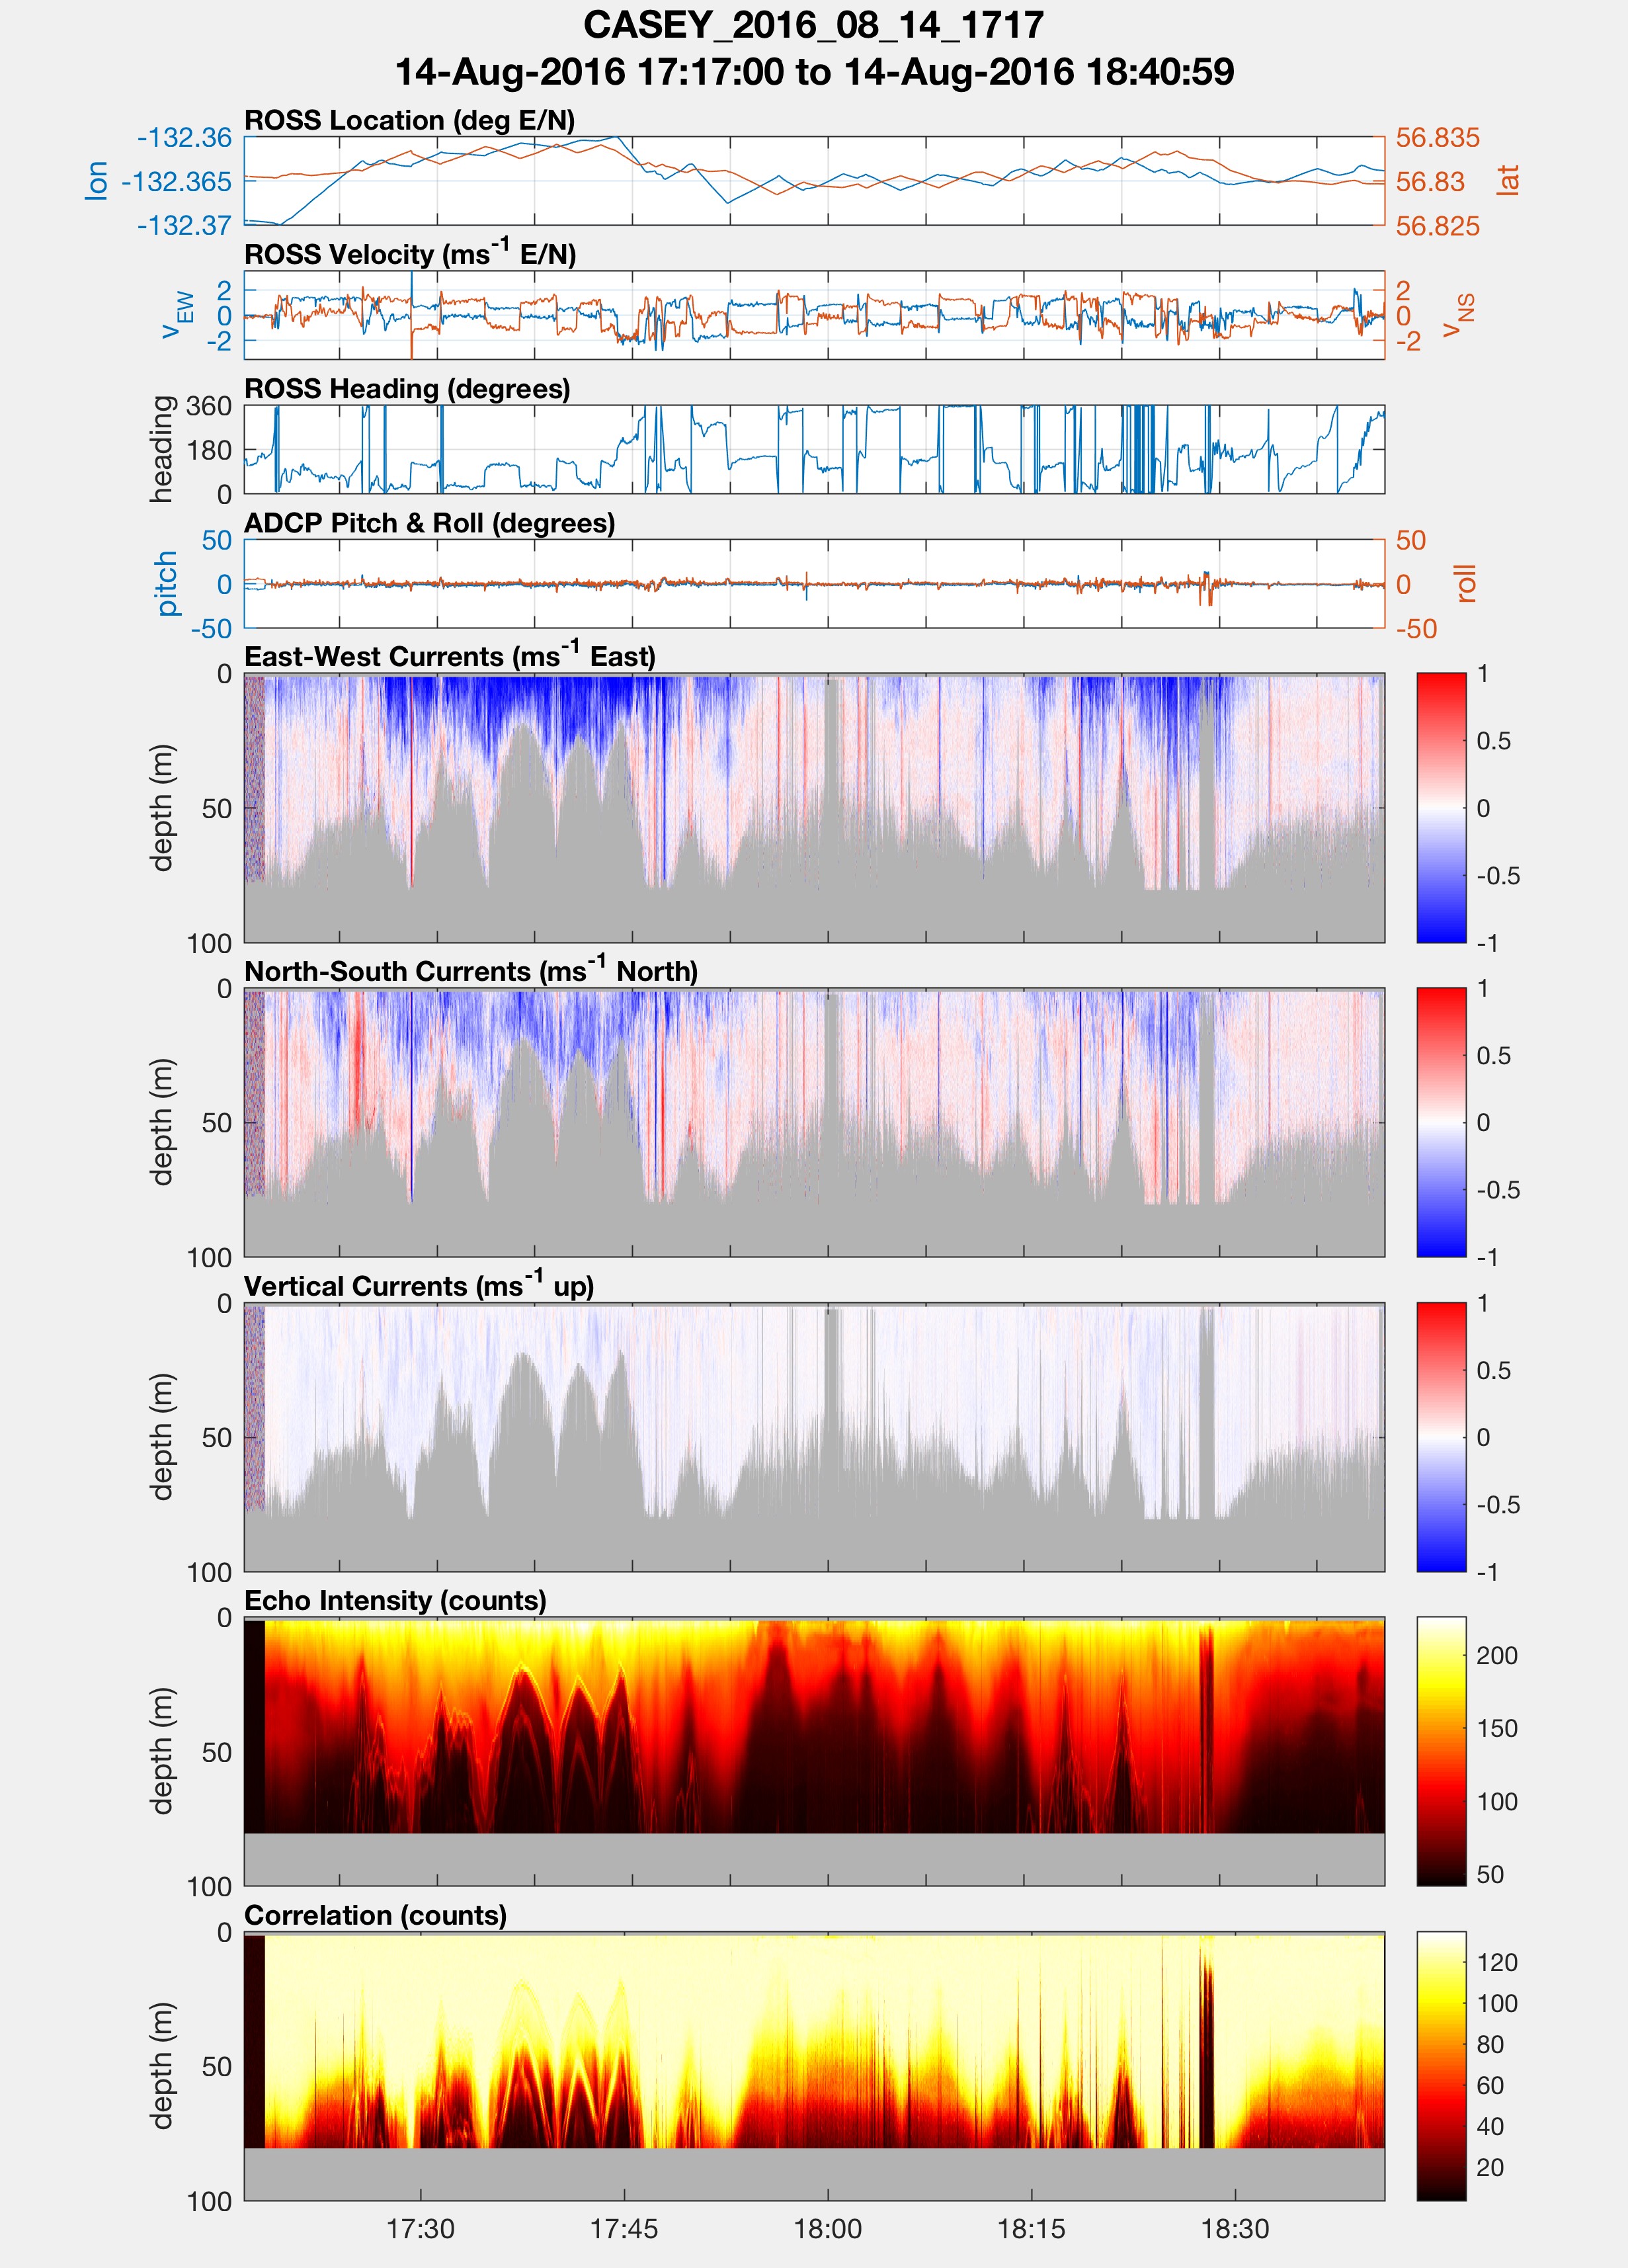 CASEY_2016_08_14_1717
14-Aug-2016 17:17:00 to 14-Aug-2016 18:40:59
ROSS Location (deg E/N)
-132.36
-132.365
-132.37
lon
56.835
56.83
56.825
lat
ROSS Velocity (ms-1 E/N)
2
0
-2
vEW
2
0
-2
vNS
ROSS Heading (degrees)
360
180
0
heading
ADCP Pitch & Roll (degrees)
50
0
-50
pitch
50
0
-50
roll
East-West Currents (ms-1 East)
0
50
100
depth (m)
1
0.5
0
-0.5
-1
North-South Currents (ms-1 North)
0
50
100
depth (m)
1
0.5
0
-0.5
-1
Vertical Currents (ms-1 up)
0
50
100
depth (m)
1
0.5
0
-0.5
-1
Echo Intensity (counts)
0
50
100
depth (m)
200
150
100
50
Correlation (counts)
0
50
100
depth (m)
120
100
80
60
40
20
17:30 17:45 18:00 18:15 18:30